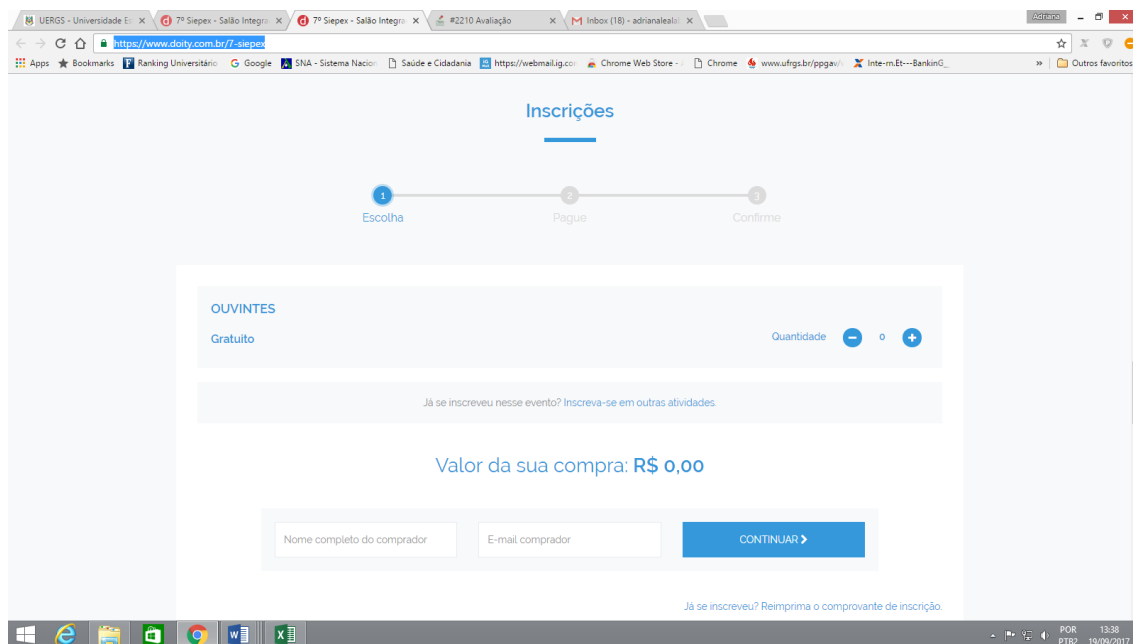 UERGS - Universidade Es
7º Siepex - Salão Integra
7º Siepex - Salão Integra
#2210 Avaliação
Inbox (18) - adrianalealal
Adriana
https://www.doity.com.br/7-siepex
Apps
Bookmarks
Ranking Universitário
Google
SNA - Sistema Nacion
Saúde e Cidadania
https://webmail.ig.cor
Chrome Web Store -
Chrome
www.ufrgs.br/ppgav/
Inte-rn.Et---BankinG_
»
Outros favoritos
Inscrições
1
2
3
Escolha
Pague
Confirme
OUVINTES
Gratuito
Quantidade
0
Já se inscreveu nesse evento? Inscreva-se em outras atividades.
Valor da sua compra: R$ 0,00
Nome completo do comprador
E-mail comprador
CONTINUAR
Já se inscreveu? Reimprima o comprovante de inscrição.
POR
PTB2
13:38
19/09/2017